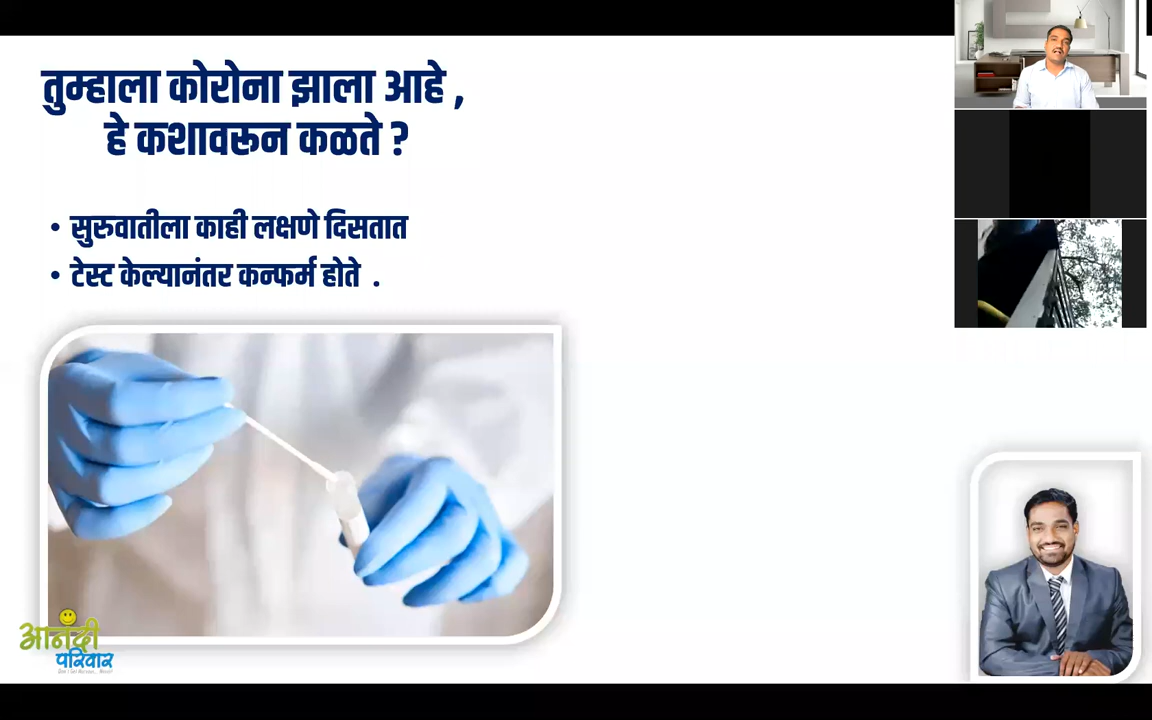 तुम्हाला कोरोना झाला आहे ,
हे कशावरून कळते ?
• सुरुवातीला काही लक्षणे दिसतात
• टेस्ट केल्यानंतर कन्फर्म होते .
आनंदी
परिवार